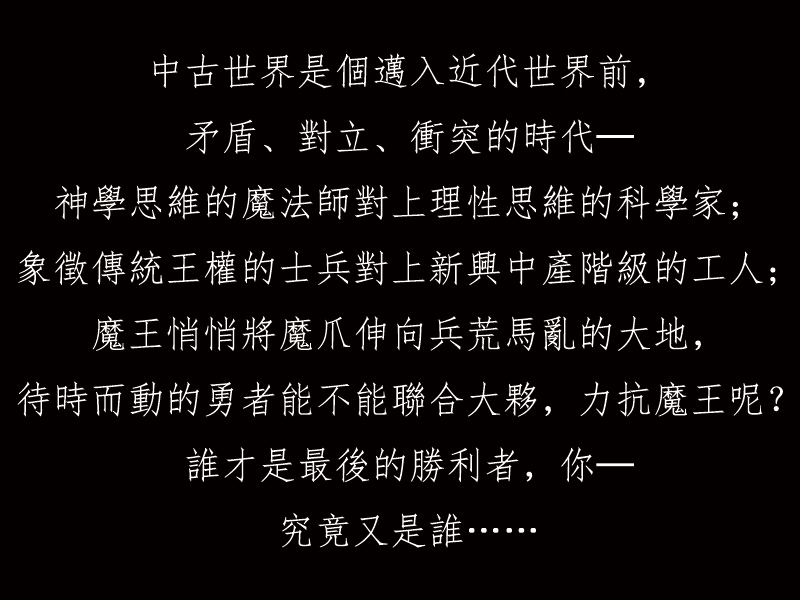 中古世界是個邁入近代世界前，
矛盾、對立、衝突的時代—
神學思維的魔法師對上理性思維的科學家；
象徵傳統王權的士兵對上新興中產階級的工人；
魔王悄悄將魔爪伸向兵荒馬亂的大地，
待時而動的勇者能不能聯合大夥，力抗魔王呢？
誰才是最後的勝利者，你—
究竟又是誰……